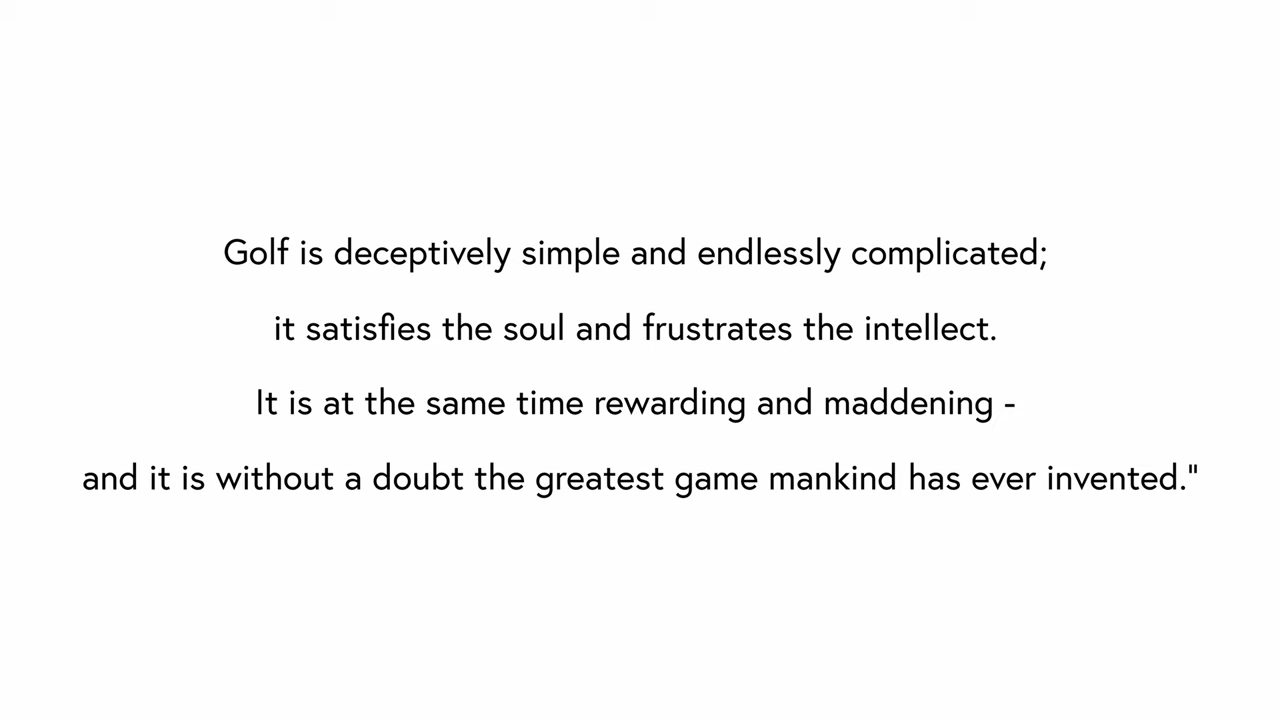 Golf is deceptively simple and endlessly complicated;
it satisfies the soul and frustrates the intellect.
It is at the same time rewarding and maddening -
and it is without a doubt the greatest game mankind has ever invented."